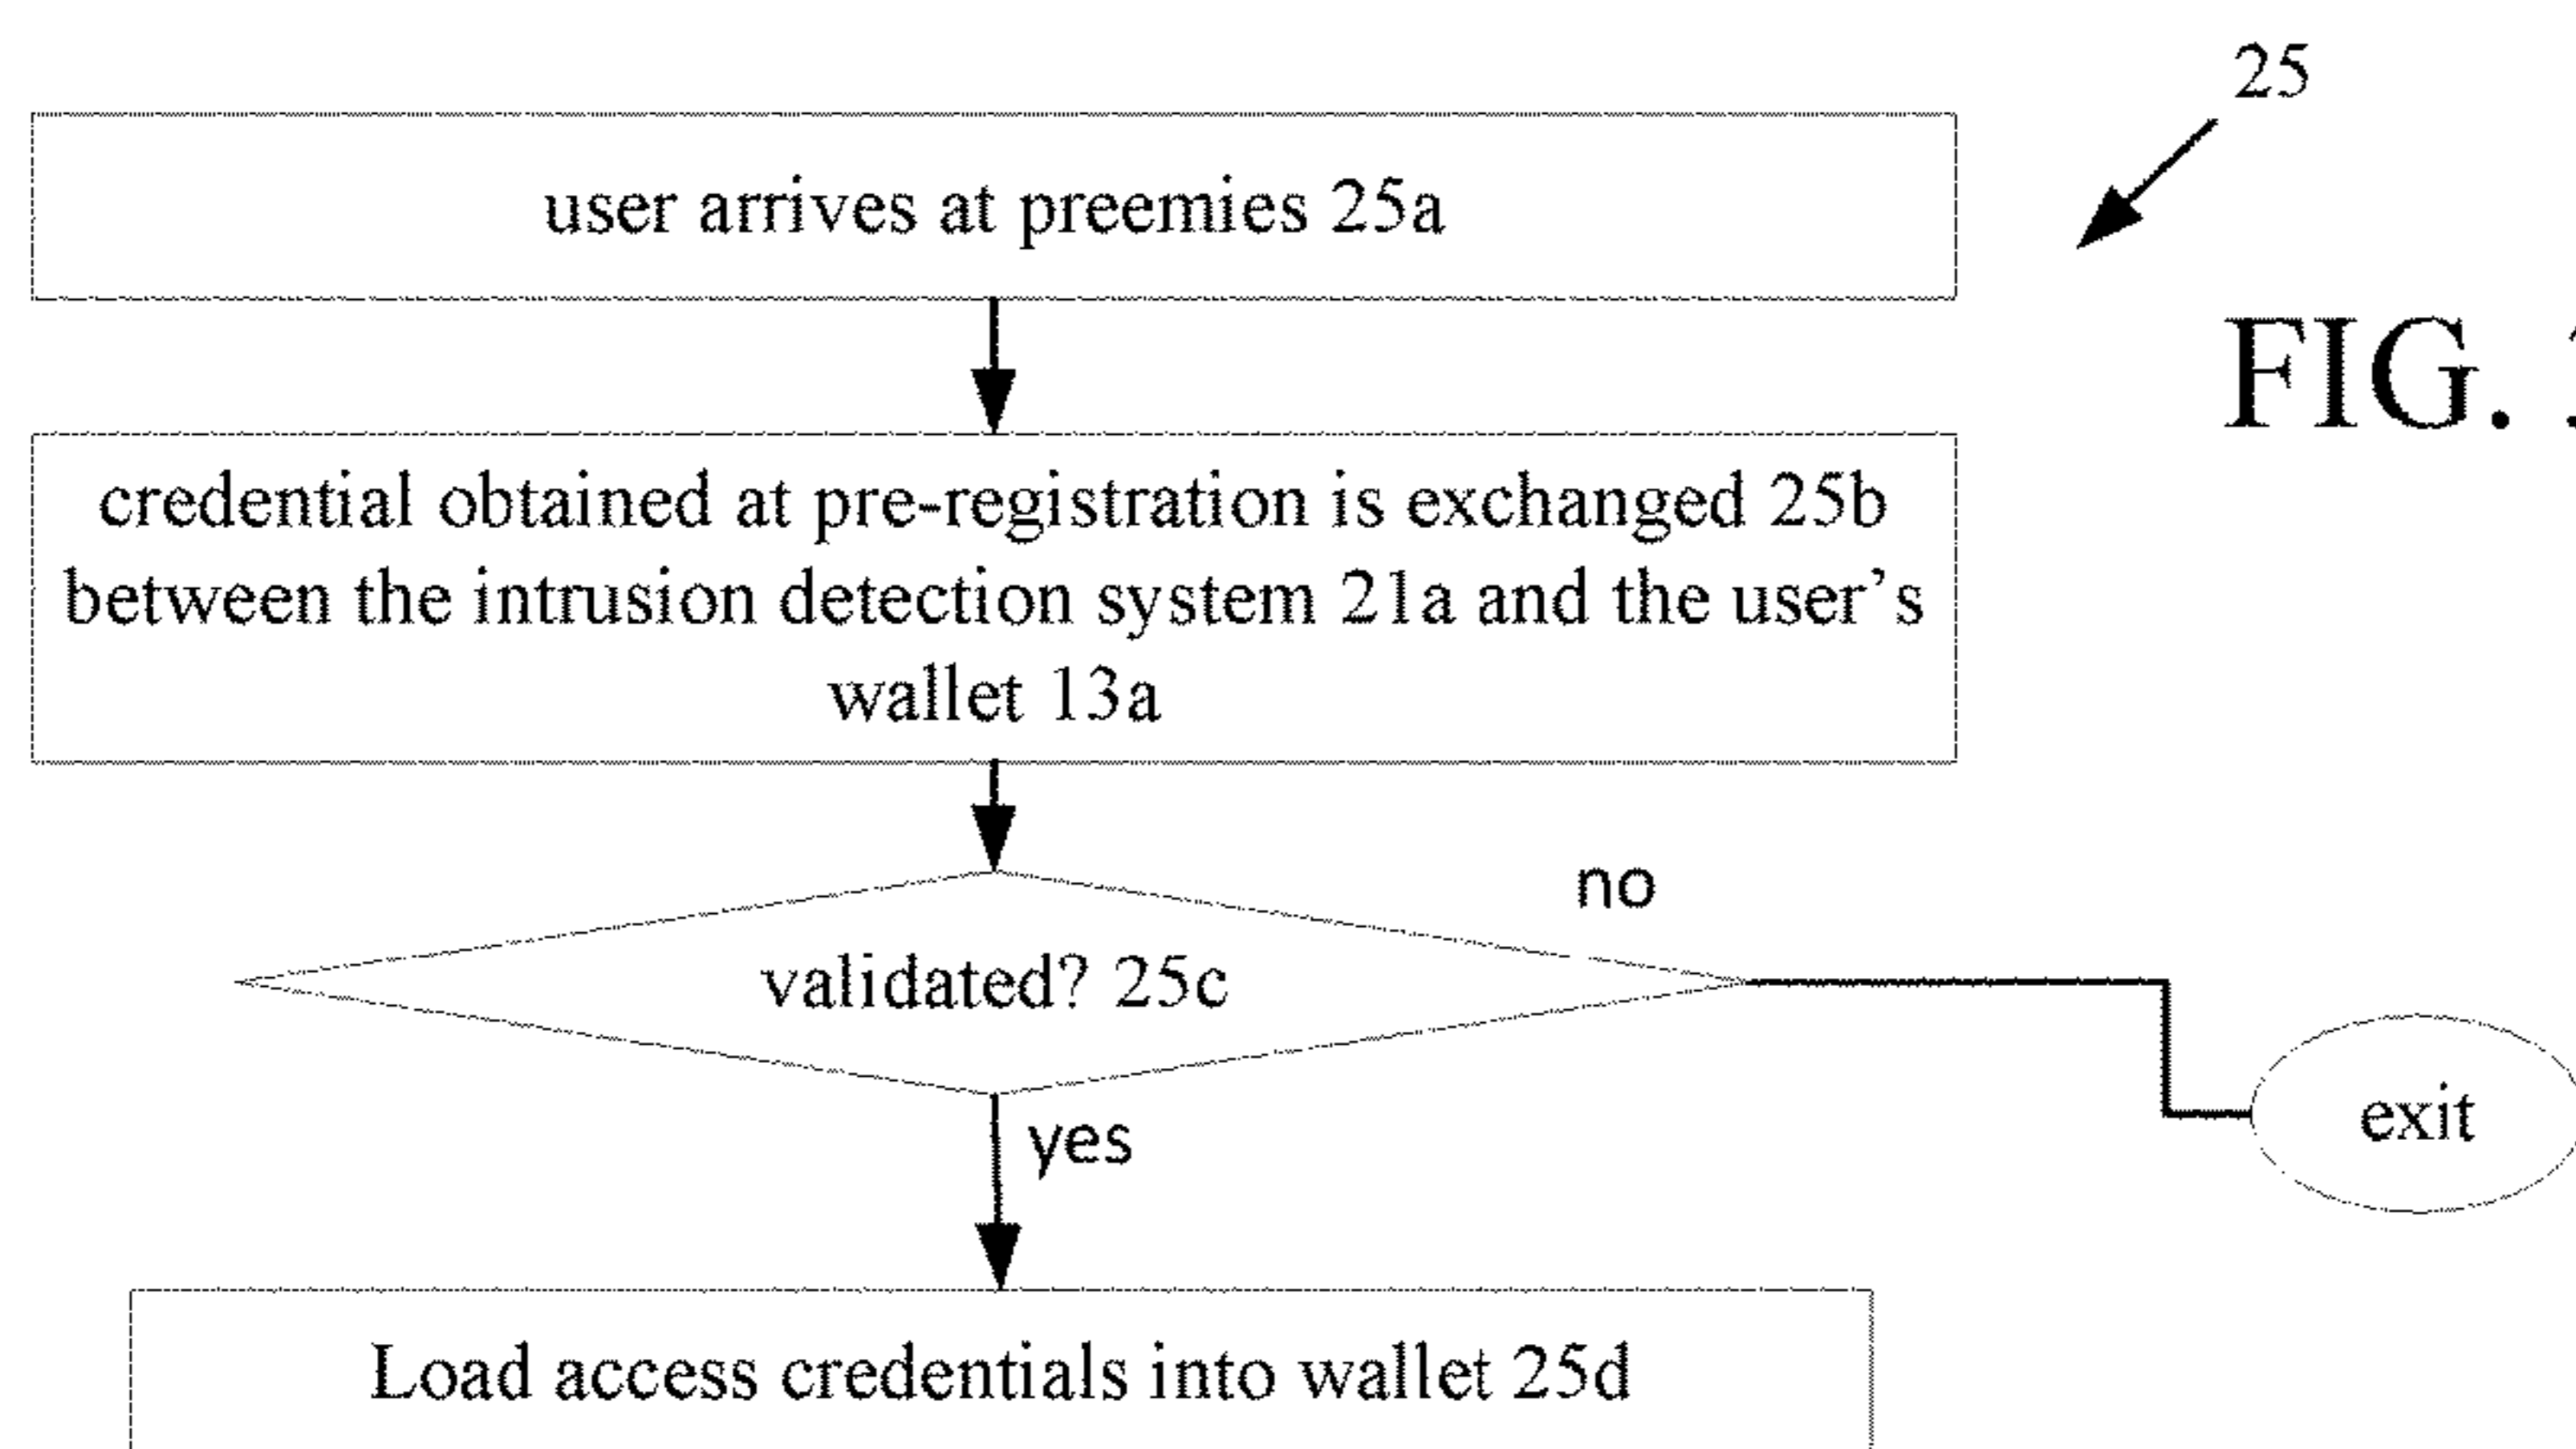 25
user arrives at preemies 25a
FIG.
credential obtained at pre-registration is exchanged 25b
between the intrusion detection system 21a and the user's
wallet 13a
no
validated? 25c
exit
yes
Load access credentials into wallet 25d